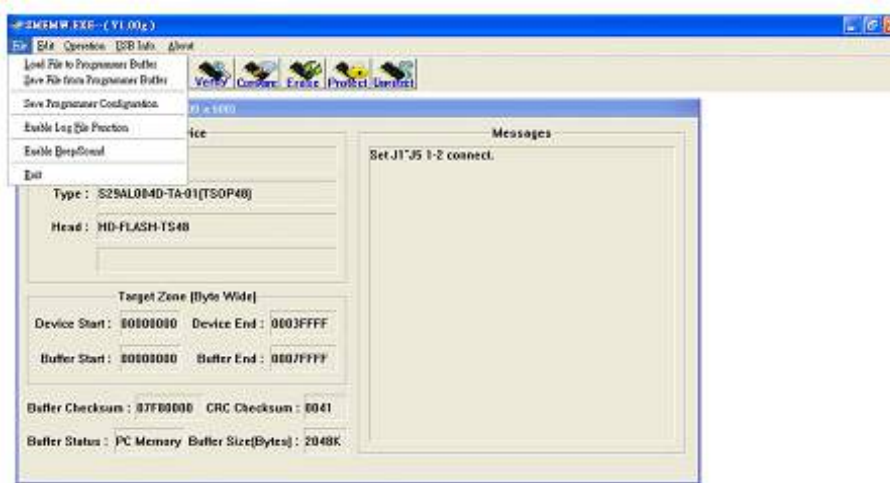 SMEMW.EXE--( V1.00g )
File Edit Operation USB Info. About
Load File to Programmer Buffer
Save File from Programmer Buffer
Save Programmer Configuration
Enable Log File Function
Enable BeepSound
Exit
Verify Compare Erase Protect Unprotect
Messages
Set J1~J5 1-2 connect.
Type : S29AL004D-TA-01(TSOP48)
Head : HD-FLASH-TS48
Target Zone (Byte Wide)
Device Start : 00000000 Device End : 0003FFFF
Buffer Start : 00000000 Buffer End : 0007FFFF
Buffer Checksum : 07F80000 CRC Checksum : 0041
Buffer Status : PC Memory Buffer Size(Bytes) : 2048K